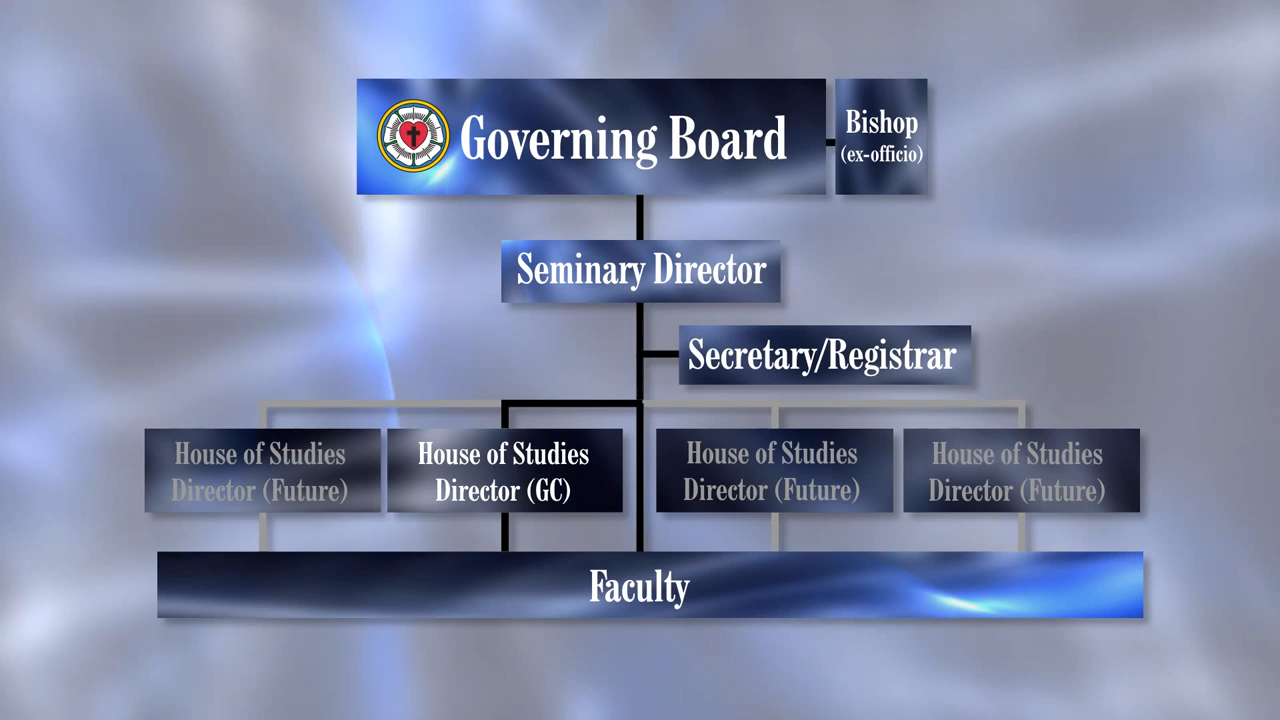 Governing Board
Bishop
(ex-officio)
Seminary Director
Secretary/Registrar
House of Studies
Director (Future)
House of Studies
Director (GC)
House of Studies
Director (Future)
House of Studies
Director (Future)
Faculty